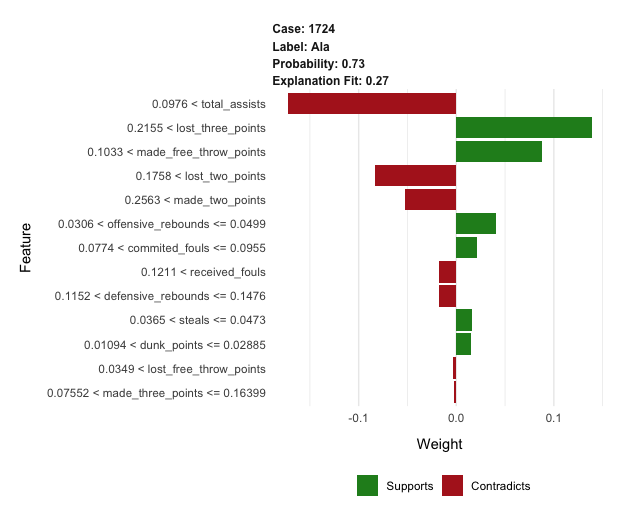 Case: 1724
Label: Ala
Probability: 0.73
Explanation Fit: 0.27
0.0976 < total_assists
0.2155 < lost_three_points
0.1033 < made_free_throw_points
0.1758 < lost_two_points
0.2563 < made_two_points
0.0306 < offensive_rebounds <= 0.0499
0.0774 < commited_fouls <= 0.0955
0.1211 < received_fouls
0.1152 < defensive_rebounds <= 0.1476
0.0365 < steals <= 0.0473
0.01094 < dunk_points <= 0.02885
0.0349 < lost_free_throw_points
0.07552 < made_three_points <= 0.16399
Feature
-0.1 0.0 0.1
Weight
Supports Contradicts